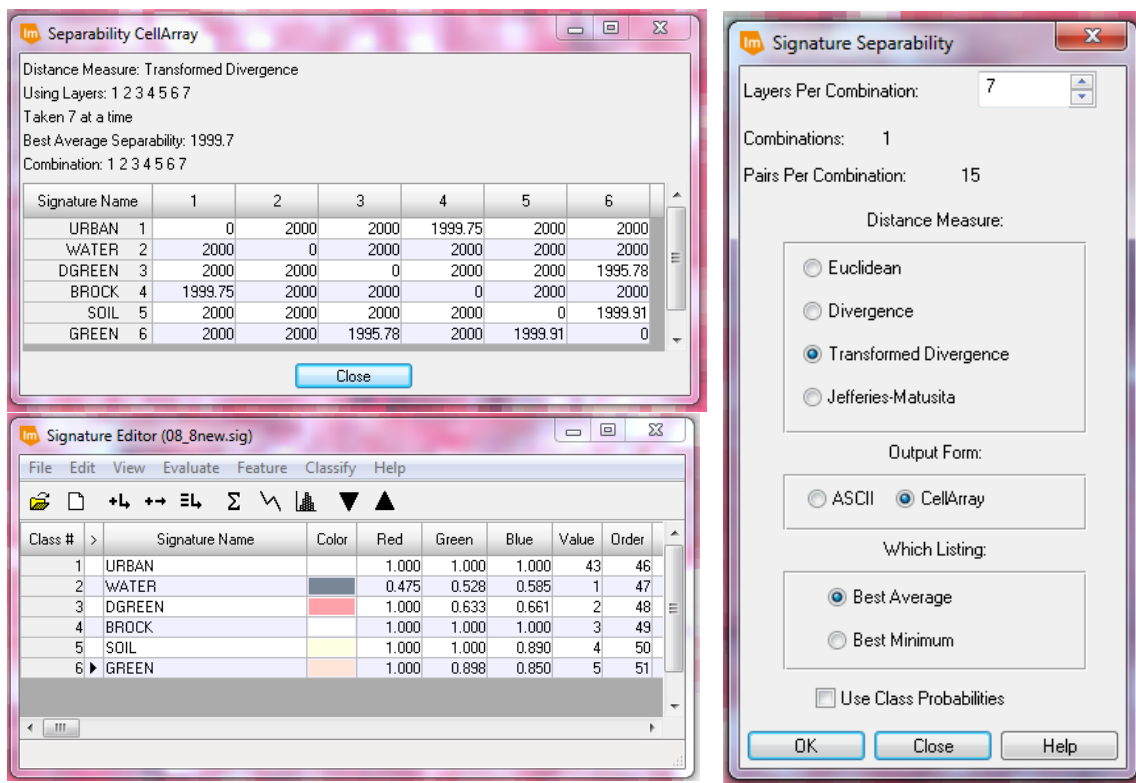 Separability CellArray
Distance Measure: Transformed Divergence
Using Layers: 1 2 3 4 5 6 7
Taken 7 at a time
Best Average Separability: 1999.7
Combination: 1 2 3 4 5 6 7
Signature Name 1 2 3 4 5 6
URBAN 1 0 2000 2000 1999.75 2000 2000
WATER 2 2000 0 2000 2000 2000 2000
DGREEN 3 2000 2000 0 2000 2000 1995.78
BROCK 4 1999.75 2000 2000 0 2000 2000
SOIL 5 2000 2000 2000 2000 0 1999.91
GREEN 6 2000 2000 1995.78 2000 1999.91 0
Close
Signature Editor (08_8new.sig)
File Edit View Evaluate Feature Classify Help
Class # > Signature Name Color Red Green Blue Value Order
1 URBAN 1.000 1.000 1.000 43 46
2 WATER 0.475 0.528 0.585 1 47
3 DGREEN 1.000 0.633 0.661 2 48
4 BROCK 1.000 1.000 1.000 3 49
5 SOIL 1.000 1.000 0.890 4 50
6 GREEN 1.000 0.898 0.850 5 51
Signature Separability
Layers Per Combination: 7
Combinations: 1
Pairs Per Combination: 15
Distance Measure:
Euclidean
Divergence
Transformed Divergence
Jefferies-Matusita
Output Form:
ASCII CellArray
Which Listing:
Best Average
Best Minimum
Use Class Probabilities
OK Close Help